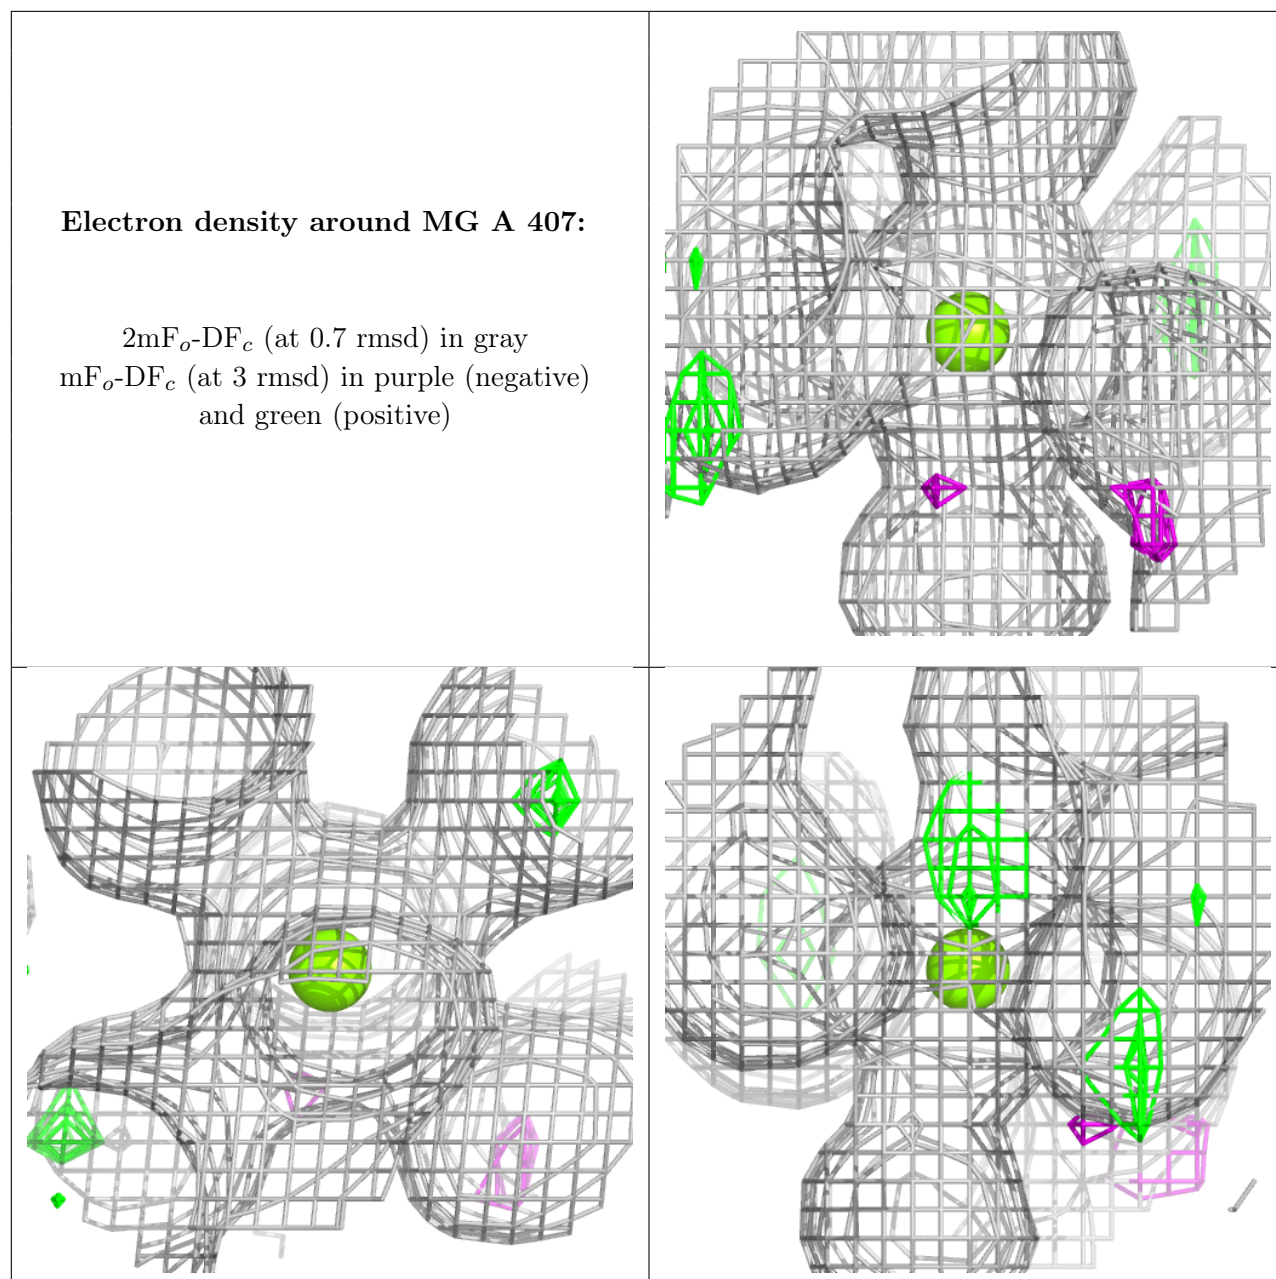 Electron density around MG A 407:
2mFo-DFc (at 0.7 rmsd) in gray
mFo-DFc (at 3 rmsd) in purple (negative)
and green (positive)